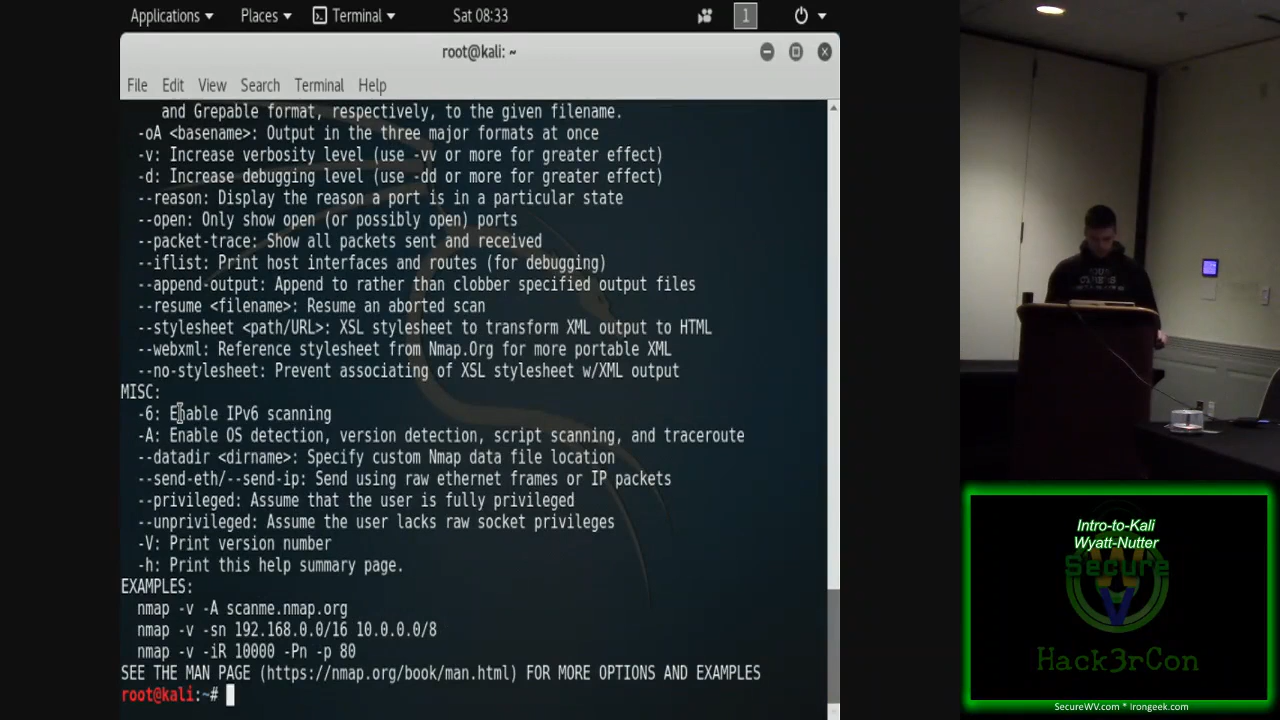 Applications Places Terminal Sat 08:33 1
root@kali: ~
File Edit View Search Terminal Help
and Grepable format, respectively, to the given filename.
-oA <basename>: Output in the three major formats at once
-v: Increase verbosity level (use -vv or more for greater effect)
-d: Increase debugging level (use -dd or more for greater effect)
--reason: Display the reason a port is in a particular state
--open: Only show open (or possibly open) ports
--packet-trace: Show all packets sent and received
--iflist: Print host interfaces and routes (for debugging)
--append-output: Append to rather than clobber specified output files
--resume <filename>: Resume an aborted scan
--stylesheet <path/URL>: XSL stylesheet to transform XML output to HTML
--webxml: Reference stylesheet from Nmap.Org for more portable XML
--no-stylesheet: Prevent associating of XSL stylesheet w/XML output
MISC:
-6: Enable IPv6 scanning
-A: Enable OS detection, version detection, script scanning, and traceroute
--datadir <dirname>: Specify custom Nmap data file location
--send-eth/--send-ip: Send using raw ethernet frames or IP packets
--privileged: Assume that the user is fully privileged
--unprivileged: Assume the user lacks raw socket privileges
-V: Print version number
-h: Print this help summary page.
EXAMPLES:
nmap -v -A scanme.nmap.org
nmap -v -sn 192.168.0.0/16 10.0.0.0/8
nmap -v -iR 10000 -Pn -p 80
SEE THE MAN PAGE (https://nmap.org/book/man.html) FOR MORE OPTIONS AND EXAMPLES
root@kali:~#
Intro-to-Kali
Wyatt-Nutter
Secure
WV
Hack3rCon
SecureWV.com * irongeek.com